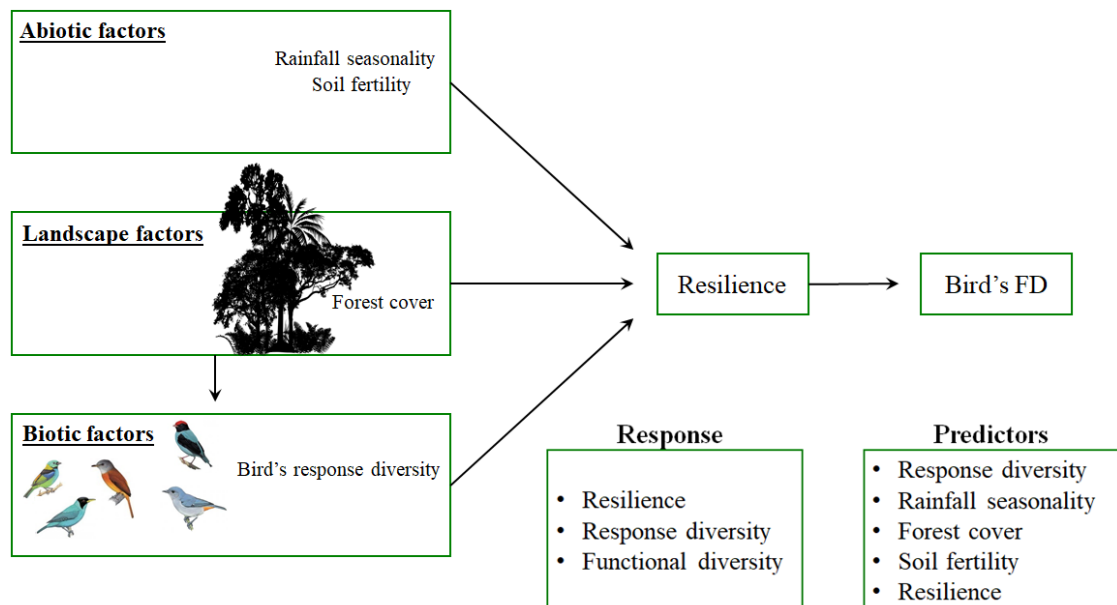 Abiotic factors
Rainfall seasonality
Soil fertility
Landscape factors
Forest cover
Biotic factors
Bird’s response diversity
Resilience
Bird’s FD
Response
• Resilience
• Response diversity
• Functional diversity
Predictors
• Response diversity
• Rainfall seasonality
• Forest cover
• Soil fertility
• Resilience